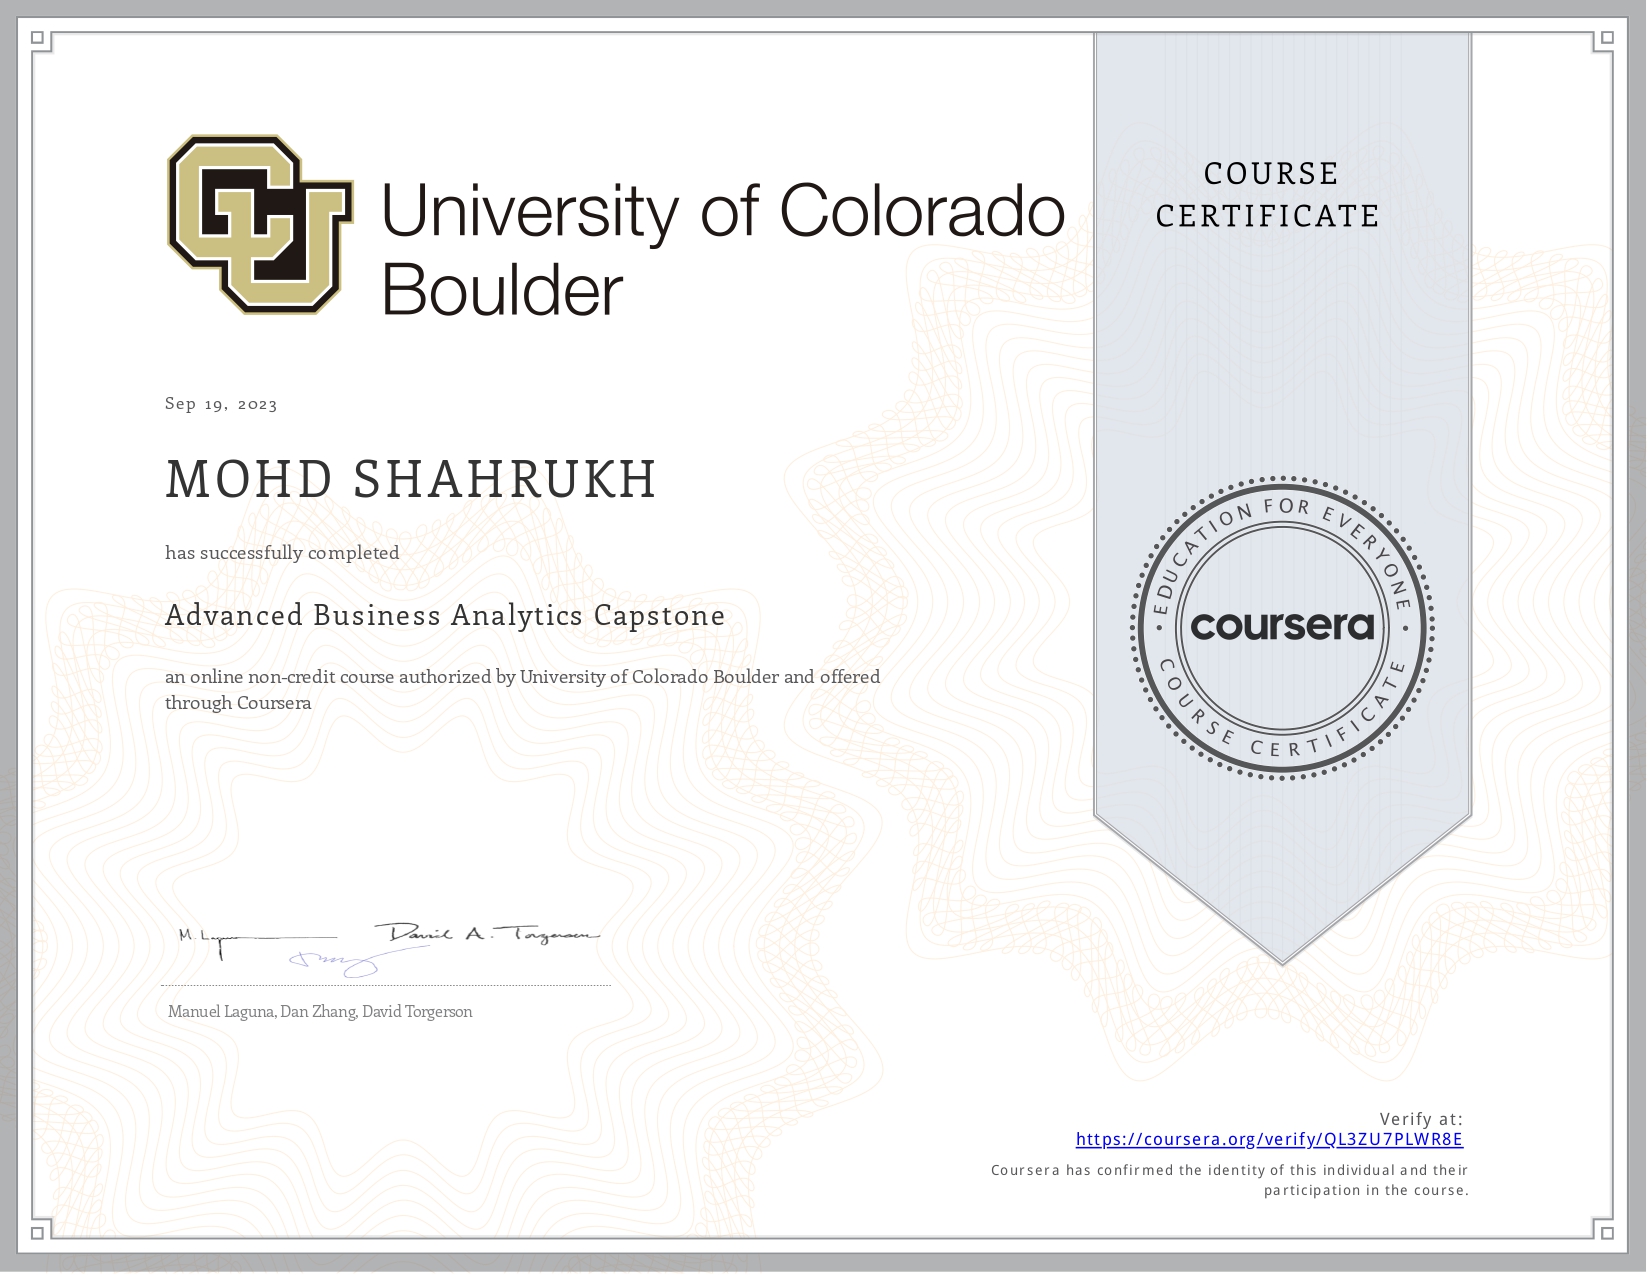 CU
University of Colorado
Boulder
COURSE
CERTIFICATE
Sep 19, 2023
MOHD SHAHRUKH
has successfully completed
Advanced Business Analytics Capstone
an online non-credit course authorized by University of Colorado Boulder and offered
through Coursera
EDUCATION FOR EVERYONE
coursera
COURSE CERTIFICATE
M. Laguna
David A. Torgerson
Manuel Laguna, Dan Zhang, David Torgerson
Verify at:
https://coursera.org/verify/QL3ZU7PLWR8E
Coursera has confirmed the identity of this individual and their
participation in the course.